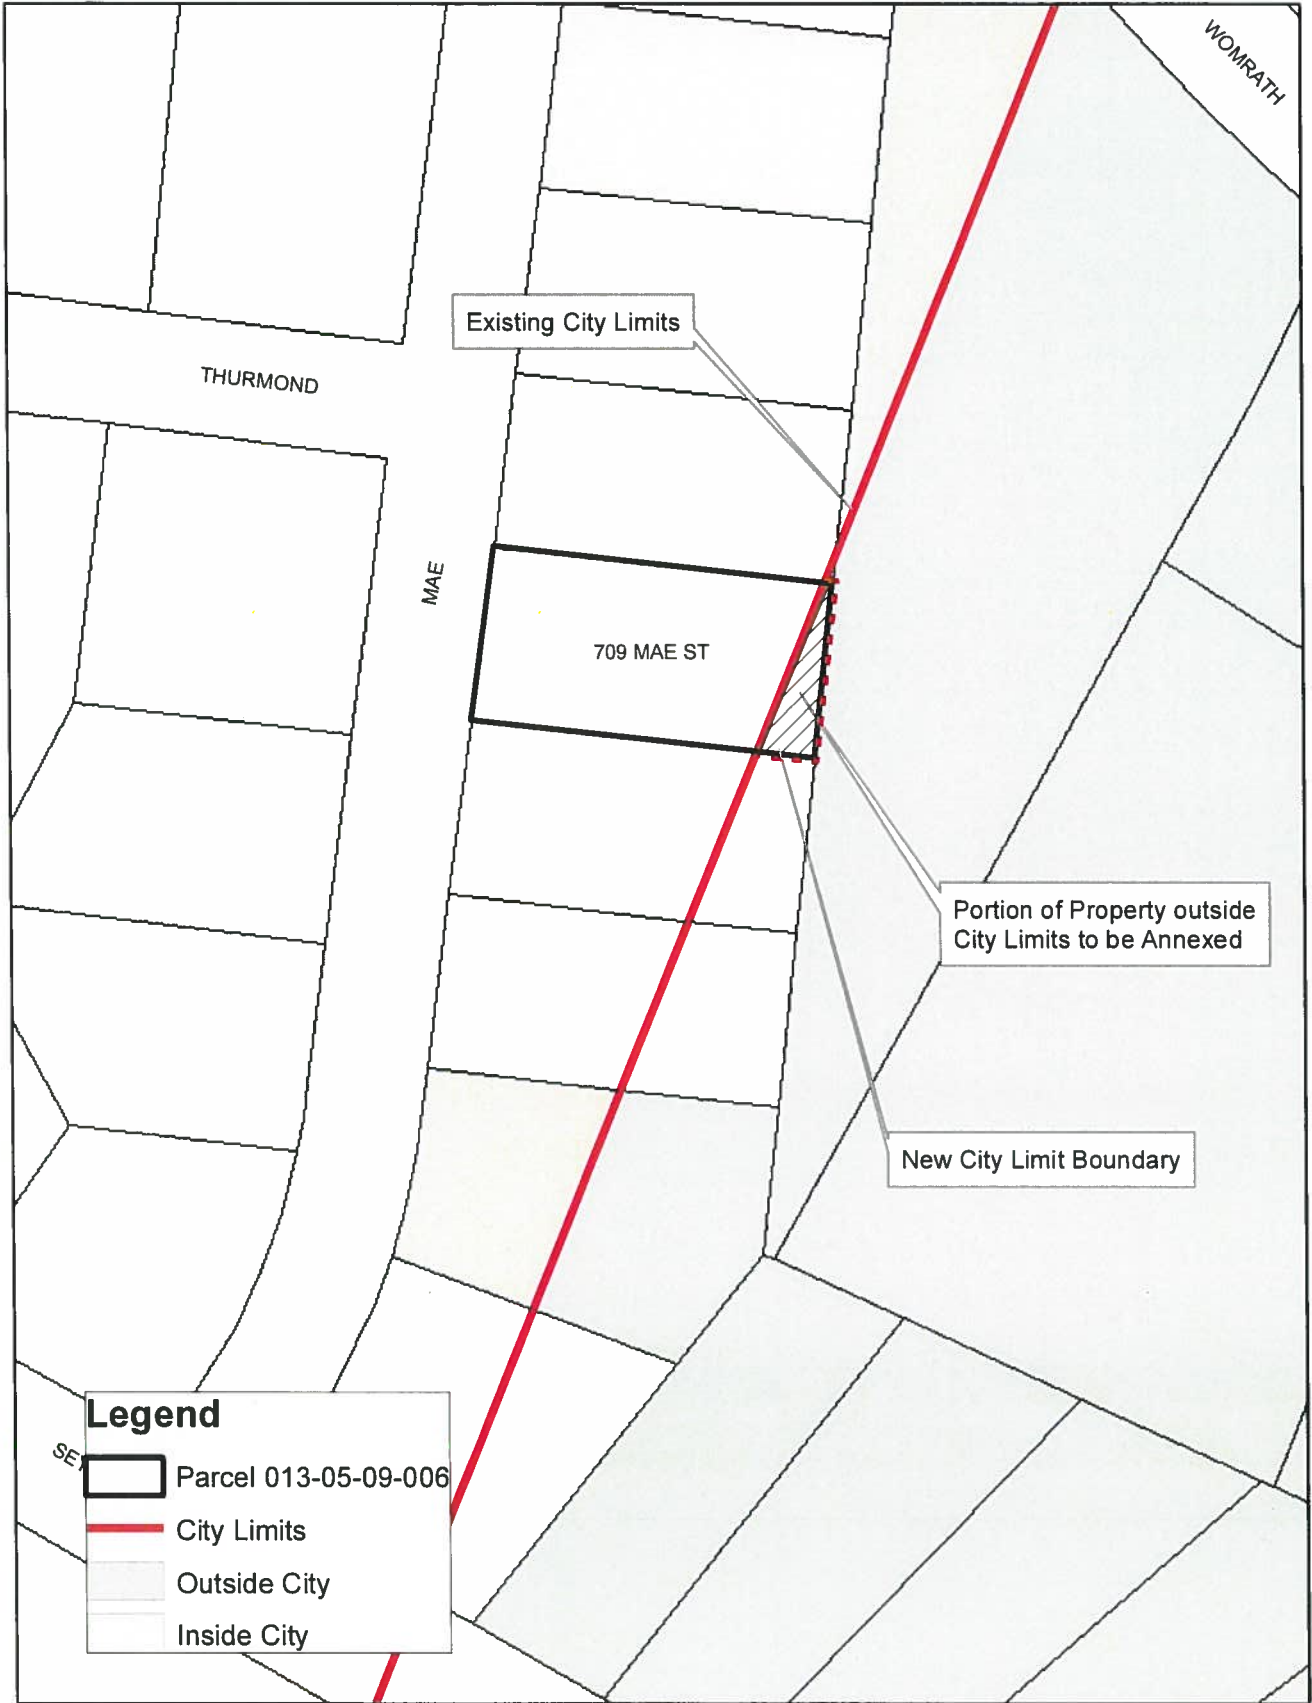 WOMRATH
Existing City Limits
THURMOND
MAE
709 MAE ST
Portion of Property outside
City Limits to be Annexed
New City Limit Boundary
Legend
Parcel 013-05-09-006
City Limits
Outside City
Inside City